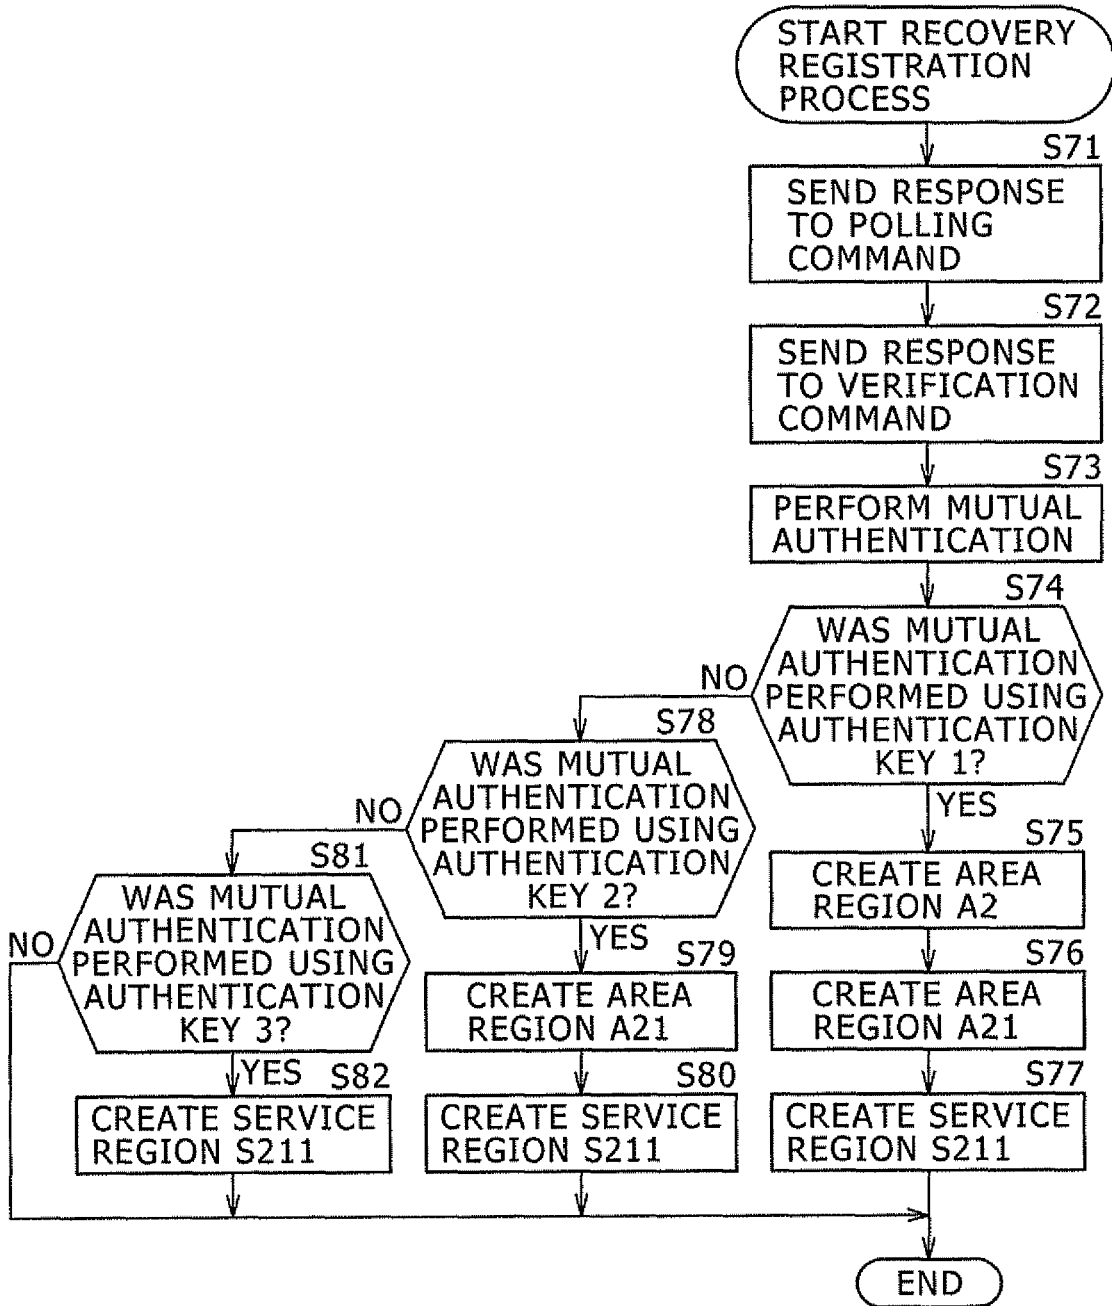 START RECOVERY
REGISTRATION
PROCESS
S71
SEND RESPONSE
TO POLLING
COMMAND
S72
SEND RESPONSE
TO VERIFICATION
COMMAND
S73
PERFORM MUTUAL
AUTHENTICATION
S74
WAS MUTUAL
AUTHENTICATION
PERFORMED USING
AUTHENTICATION
KEY 1?
NO
YES
S75
CREATE AREA
REGION A2
S76
CREATE AREA
REGION A21
S77
CREATE SERVICE
REGION S211
S78
WAS MUTUAL
AUTHENTICATION
PERFORMED USING
AUTHENTICATION
KEY 2?
NO
YES
S79
CREATE AREA
REGION A21
S80
CREATE SERVICE
REGION S211
S81
WAS MUTUAL
AUTHENTICATION
PERFORMED USING
AUTHENTICATION
KEY 3?
NO
YES
S82
CREATE SERVICE
REGION S211
END